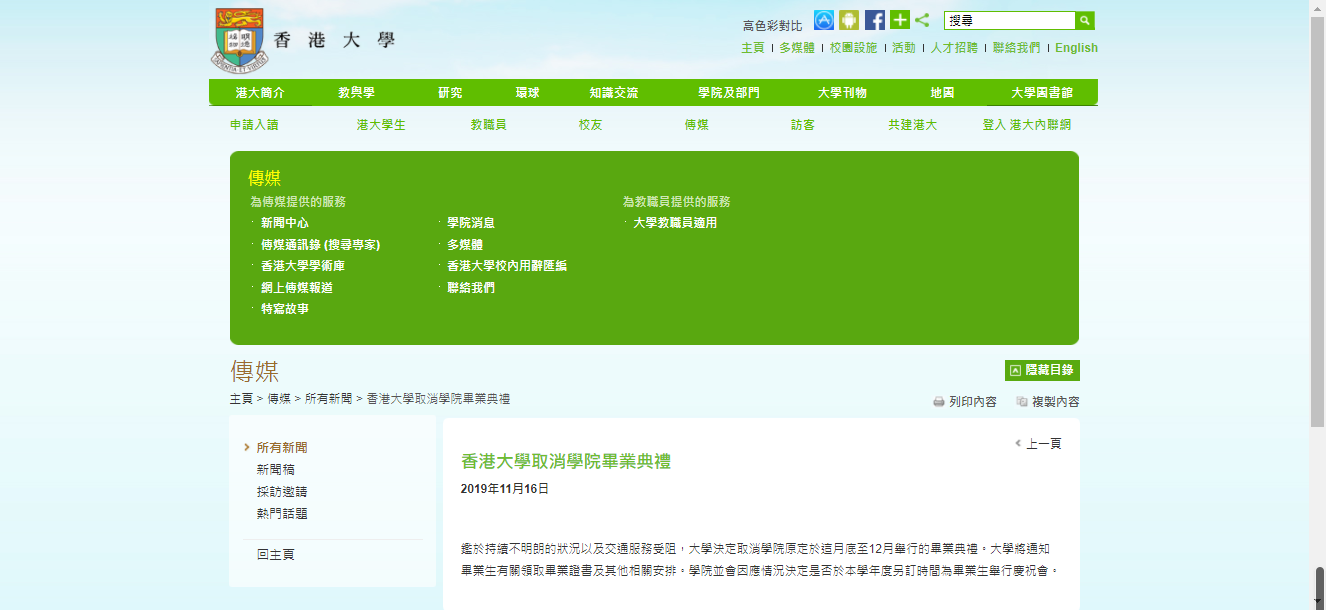 香港大學
高色彩對比
搜尋
主頁 | 多媒體 | 校園設施 | 活動 | 人才招聘 | 聯絡我們 | English
港大簡介 教與學 研究 環球 知識交流 學院及部門 大學刊物 地圖 大學圖書館
申請入讀 港大學生 教職員 校友 傳媒 訪客 共建港大 登入 港大內聯網
傳媒
為傳媒提供的服務 為教職員提供的服務
新聞中心 學院消息 大學教職員適用
傳媒通訊錄 (搜尋專家) 多媒體
香港大學學術庫 香港大學校內用辭匯編
網上傳媒報道 聯絡我們
特寫故事
傳媒
隱藏目錄
主頁 > 傳媒 > 所有新聞 > 香港大學取消學院畢業典禮
列印內容 複製內容
上一頁
所有新聞
新聞稿
採訪邀請
熱門話題
回主頁
香港大學取消學院畢業典禮
2019年11月16日
鑑於持續不明朗的狀況以及交通服務受阻，大學決定取消學院原定於這月底至12月舉行的畢業典禮。大學將通知
畢業生有關領取畢業證書及其他相關安排。學院並會因應情況決定是否於本學年度另訂時間為畢業生舉行慶祝會。